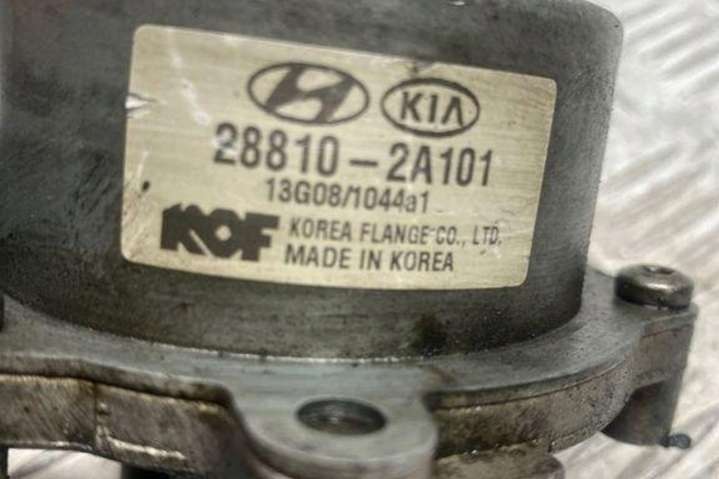 KIA
28810-2A101
13G08/1044a1
KOF KOREA FLANGE CO., LTD.
MADE IN KOREA